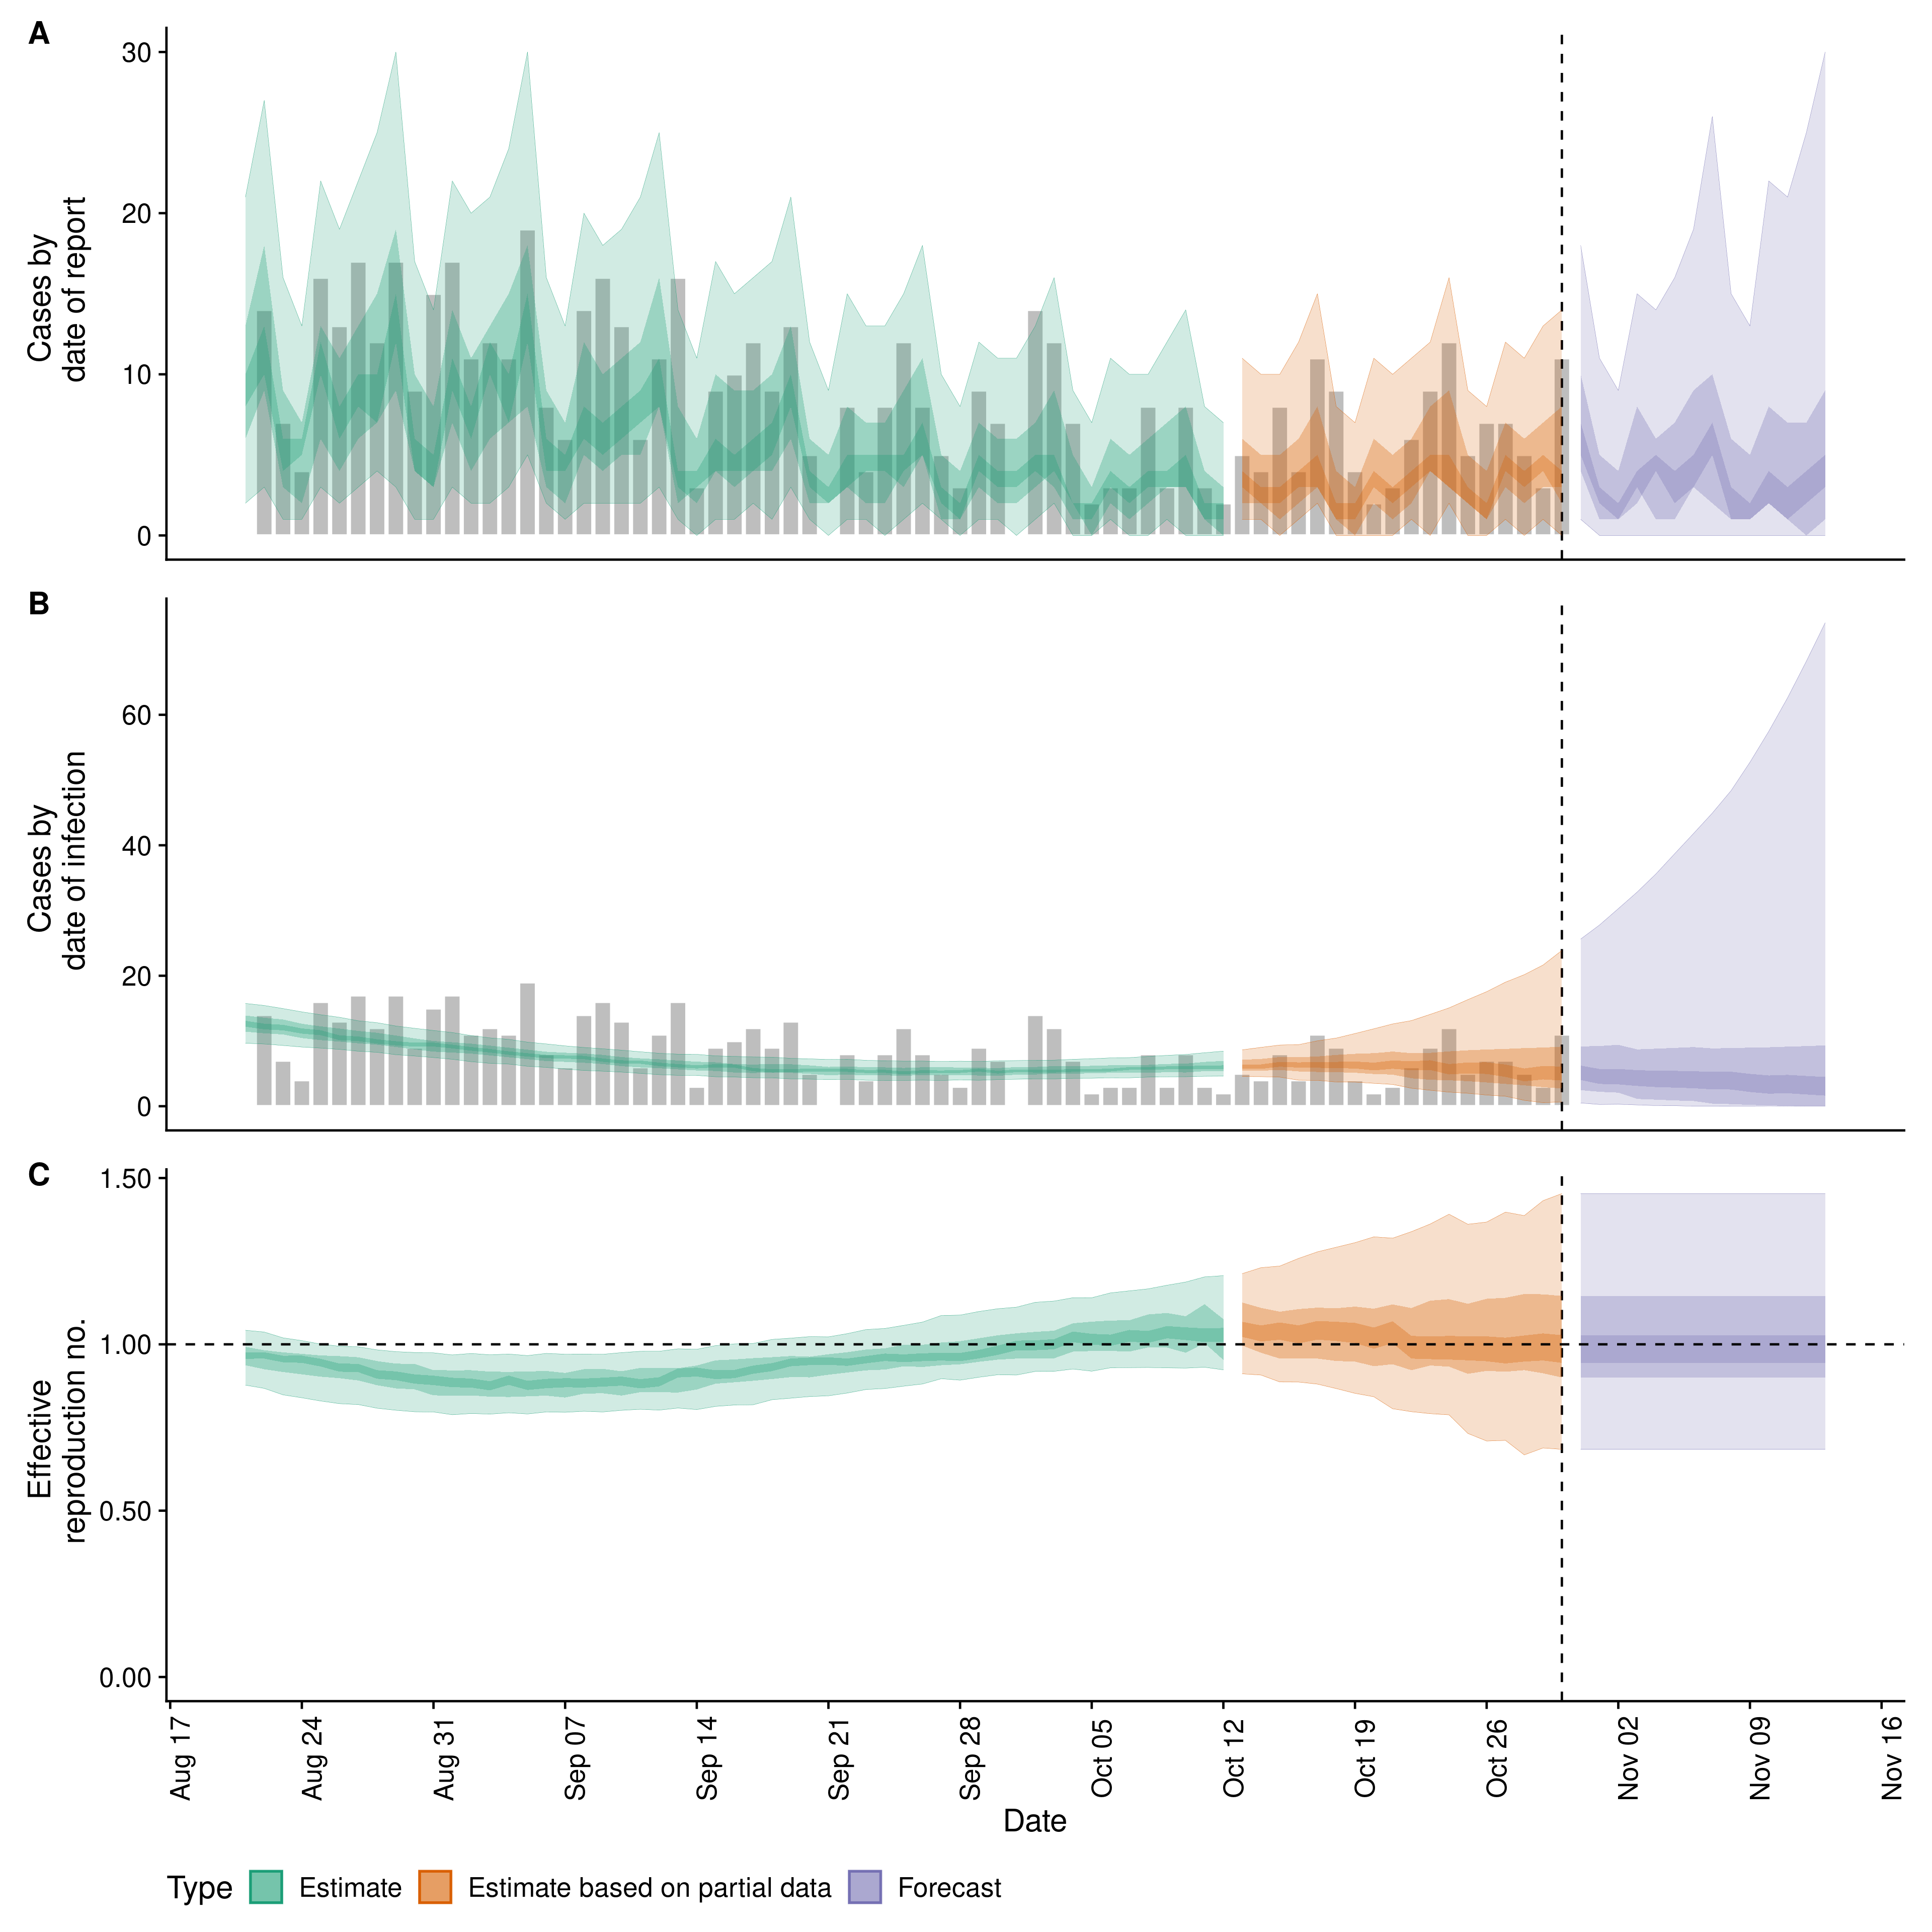 A
30
20
10
0
Cases by
date of report
B
60
40
20
0
Cases by
date of infection
C
1.50
1.00
0.50
0.00
Effective
reproduction no.
Aug 17
Aug 24
Aug 31
Sep 07
Sep 14
Sep 21
Sep 28
Oct 05
Oct 12
Oct 19
Oct 26
Nov 02
Nov 09
Nov 16
Date
Type Estimate Estimate based on partial data Forecast